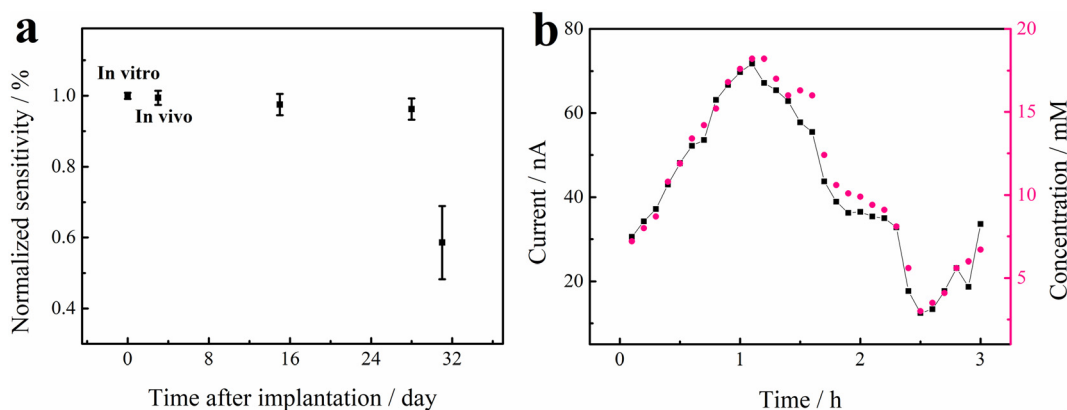 a
Normalized sensitivity / %
1.0
0.8
0.6
0.4
In vitro
In vivo
0 8 16 24 32
Time after implantation / day
b
Current / nA
80
60
40
20
0 1 2 3
Time / h
20
15
10
5
Concentration / mM